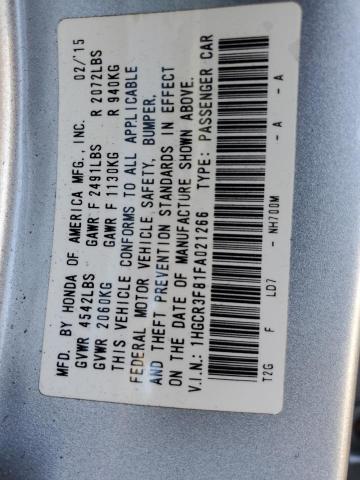 MFD. BY HONDA OF AMERICA MFG., INC. 02/15
GVWR 4542LBS GAWR F 2491LBS R 2072LBS
GVWR 2060KG GAWR F 1130KG R 940KG
THIS VEHICLE CONFORMS TO ALL APPLICABLE
FEDERAL MOTOR VEHICLE SAFETY, BUMPER,
AND THEFT PREVENTION STANDARDS IN EFFECT
ON THE DATE OF MANUFACTURE SHOWN ABOVE.
V.I.N.: 1HGCR3F81FA021266 TYPE: PASSENGER CAR
T2G F LD7 - NH700M - A - A